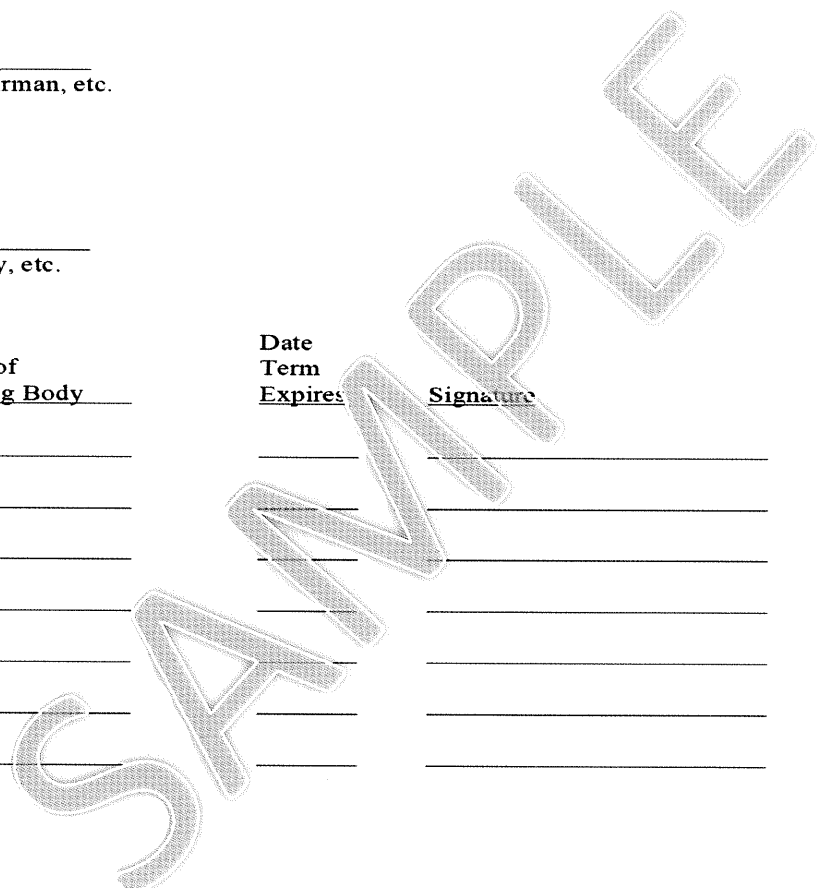 rman, etc.
y, etc.
Date
of Term
g Body Expires Signature
SAMPLE